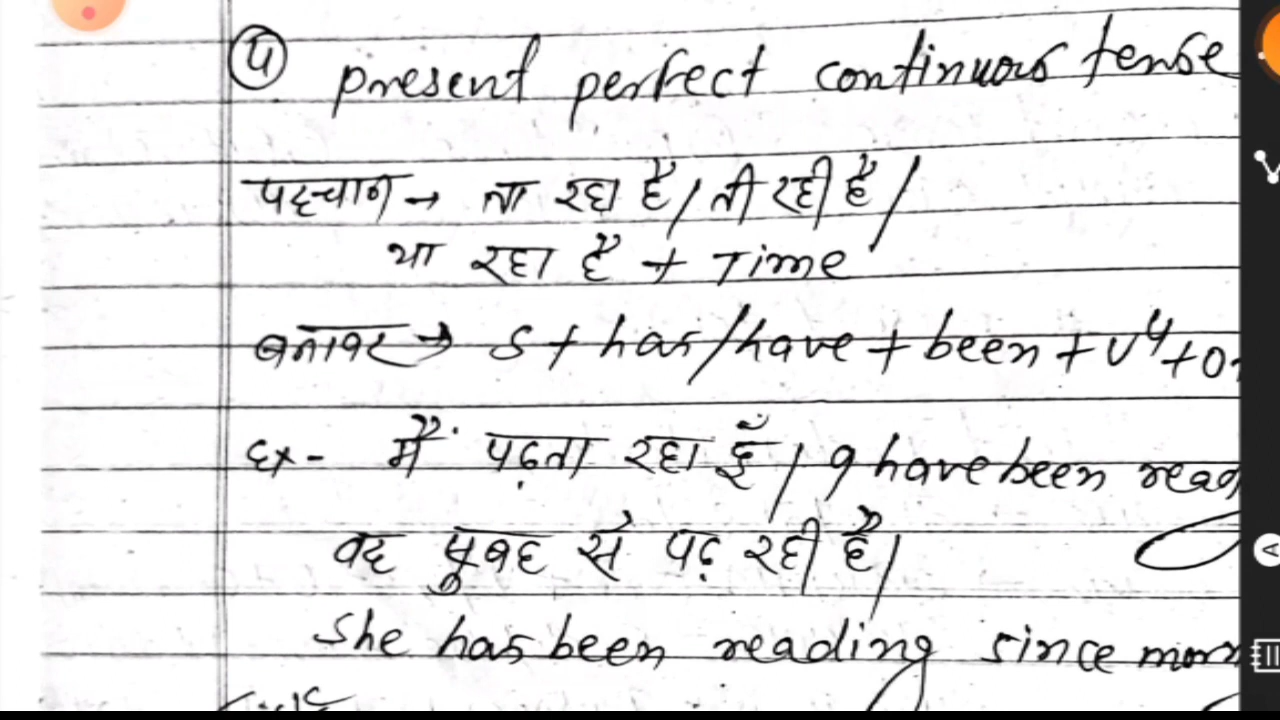 ④ present perfect continuous tense
पहचान → ता रहा है / ती रही है /
या रहा है + Time
बनावट → S + has/have + been + V⁴ + O
Ex - मैं पढ़ता रहा हूँ / I have been read
वह सुबह से पढ़ रही है /
She has been reading since morn